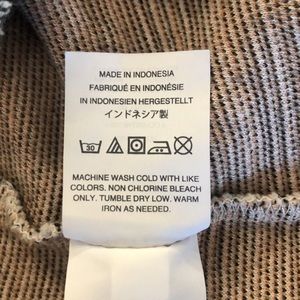 MADE IN INDONESIA
FABRIQUÉ EN INDONÉSIE
IN INDONESIEN HERGESTELLT
インドネシア製
30
MACHINE WASH COLD WITH LIKE
COLORS. NON CHLORINE BLEACH
ONLY. TUMBLE DRY LOW. WARM
IRON AS NEEDED.